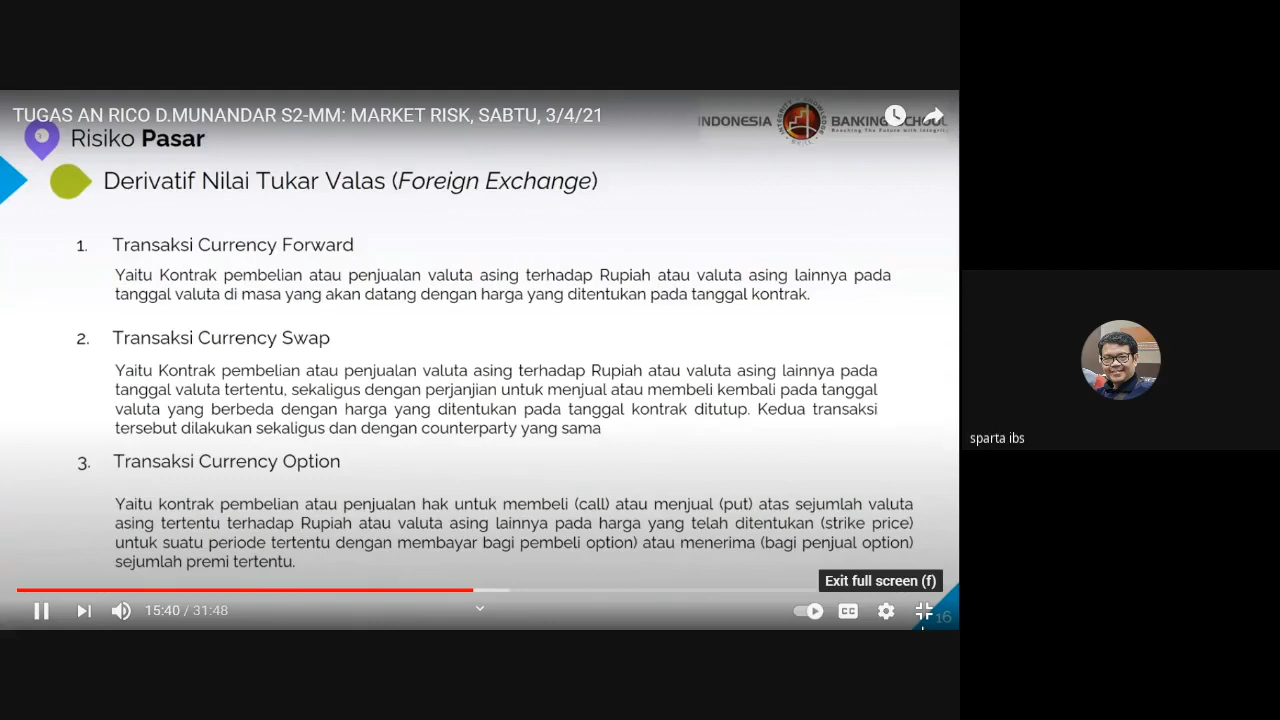 TUGAS AN RICO D.MUNANDAR S2-MM: MARKET RISK, SABTU, 3/4/21
INDONESIA BANKING SCHOOL
Reaching The Future with Integrity
Risiko Pasar
Derivatif Nilai Tukar Valas (Foreign Exchange)
1. Transaksi Currency Forward
Yaitu Kontrak pembelian atau penjualan valuta asing terhadap Rupiah atau valuta asing lainnya pada
tanggal valuta di masa yang akan datang dengan harga yang ditentukan pada tanggal kontrak.
2. Transaksi Currency Swap
Yaitu Kontrak pembelian atau penjualan valuta asing terhadap Rupiah atau valuta asing lainnya pada
tanggal valuta tertentu, sekaligus dengan perjanjian untuk menjual atau membeli kembali pada tanggal
valuta yang berbeda dengan harga yang ditentukan pada tanggal kontrak ditutup. Kedua transaksi
tersebut dilakukan sekaligus dan dengan counterparty yang sama
3. Transaksi Currency Option
Yaitu kontrak pembelian atau penjualan hak untuk membeli (call) atau menjual (put) atas sejumlah valuta
asing tertentu terhadap Rupiah atau valuta asing lainnya pada harga yang telah ditentukan (strike price)
untuk suatu periode tertentu dengan membayar bagi pembeli option) atau menerima (bagi penjual option)
sejumlah premi tertentu.
Exit full screen (f)
15:40 / 31:48
CC
16
sparta ibs